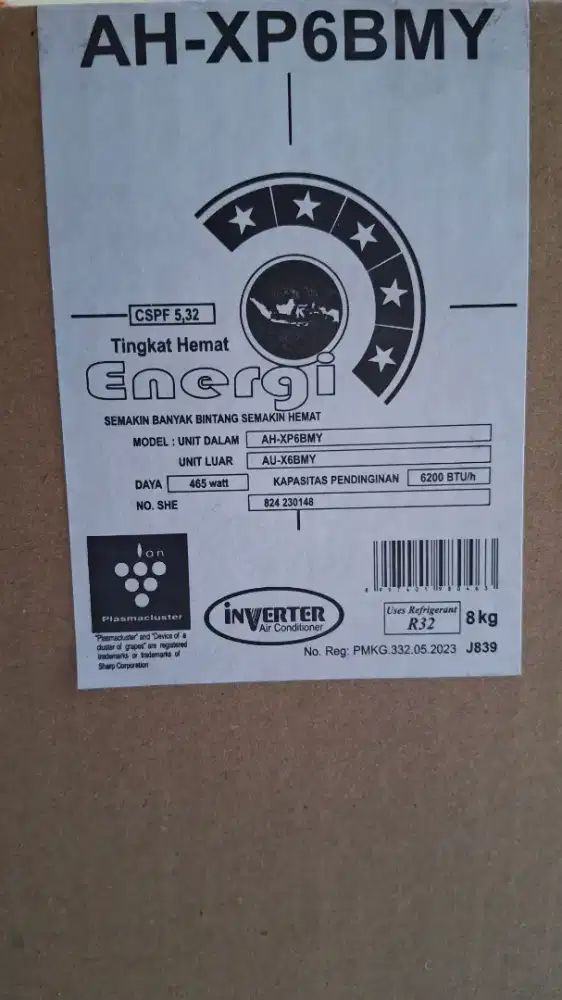 AH-XP6BMY
CSPF 5,32
Tingkat Hemat
Energi
SEMAKIN BANYAK BINTANG SEMAKIN HEMAT
MODEL : UNIT DALAM AH-XP6BMY
UNIT LUAR AU-X6BMY
DAYA 465 watt KAPASITAS PENDINGINAN 6200 BTU/h
NO. SHE 824 230148
Ion
Plasmacluster
"Plasmacluster" and "Device of a
cluster of grapes" are registered
trademarks or trademarks of
Sharp Corporation
INVERTER
Air Conditioner
Uses Refrigerant
R32
8 kg
No. Reg: PMKG.332.05.2023 J839